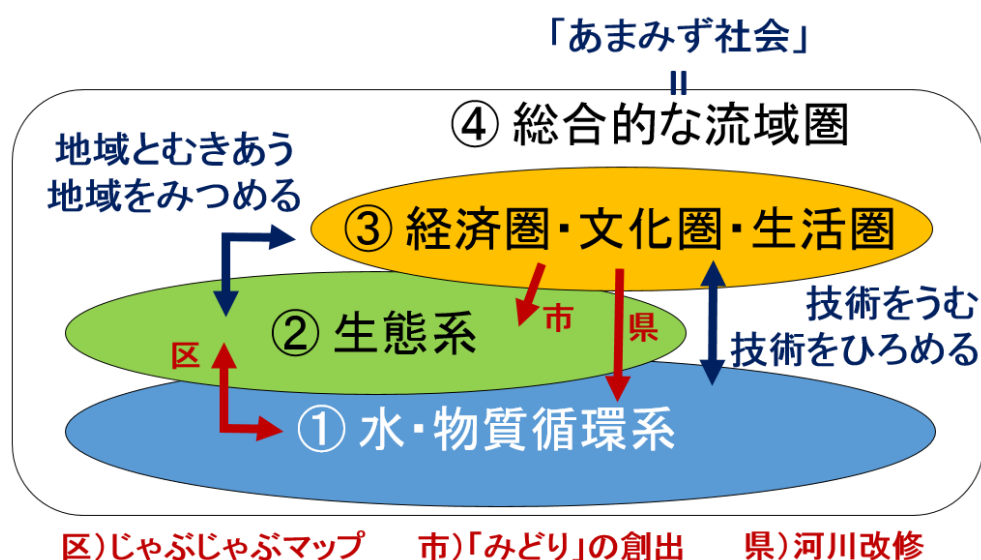 「あまみず社会」
=
④ 総合的な流域圏
地域とむきあう
地域をみつめる
③ 経済圏・文化圏・生活圏
技術をうむ
技術をひろめる
市
県
② 生態系
区
① 水・物質循環系
区)じゃぶじゃぶマップ 市)「みどり」の創出 県)河川改修